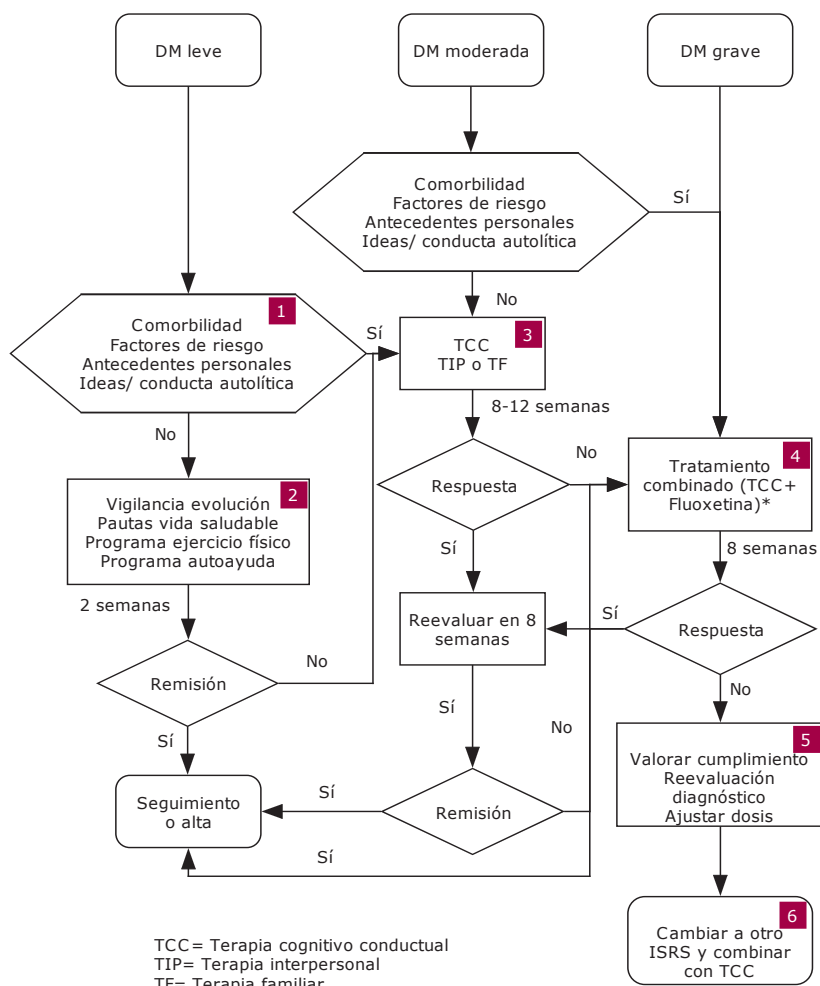 DM leve
DM moderada
DM grave
Comorbilidad
Factores de riesgo
Antecedentes personales
Ideas/ conducta autolítica
Sí
No
1
Comorbilidad
Factores de riesgo
Antecedentes personales
Ideas/ conducta autolítica
Sí
No
3
TCC
TIP o TF
8-12 semanas
2
Vigilancia evolución
Pautas vida saludable
Programa ejercicio físico
Programa autoayuda
2 semanas
Respuesta
No
Sí
4
Tratamiento
combinado (TCC+
Fluoxetina)*
8 semanas
Remisión
No
Sí
Reevaluar en 8
semanas
Sí
Respuesta
Sí
No
No
Seguimiento
o alta
Sí
Remisión
Sí
5
Valorar cumplimiento
Reevaluación
diagnóstico
Ajustar dosis
6
Cambiar a otro
ISRS y combinar
con TCC
TCC= Terapia cognitivo conductual
TIP= Terapia interpersonal
TF= Terapia familiar